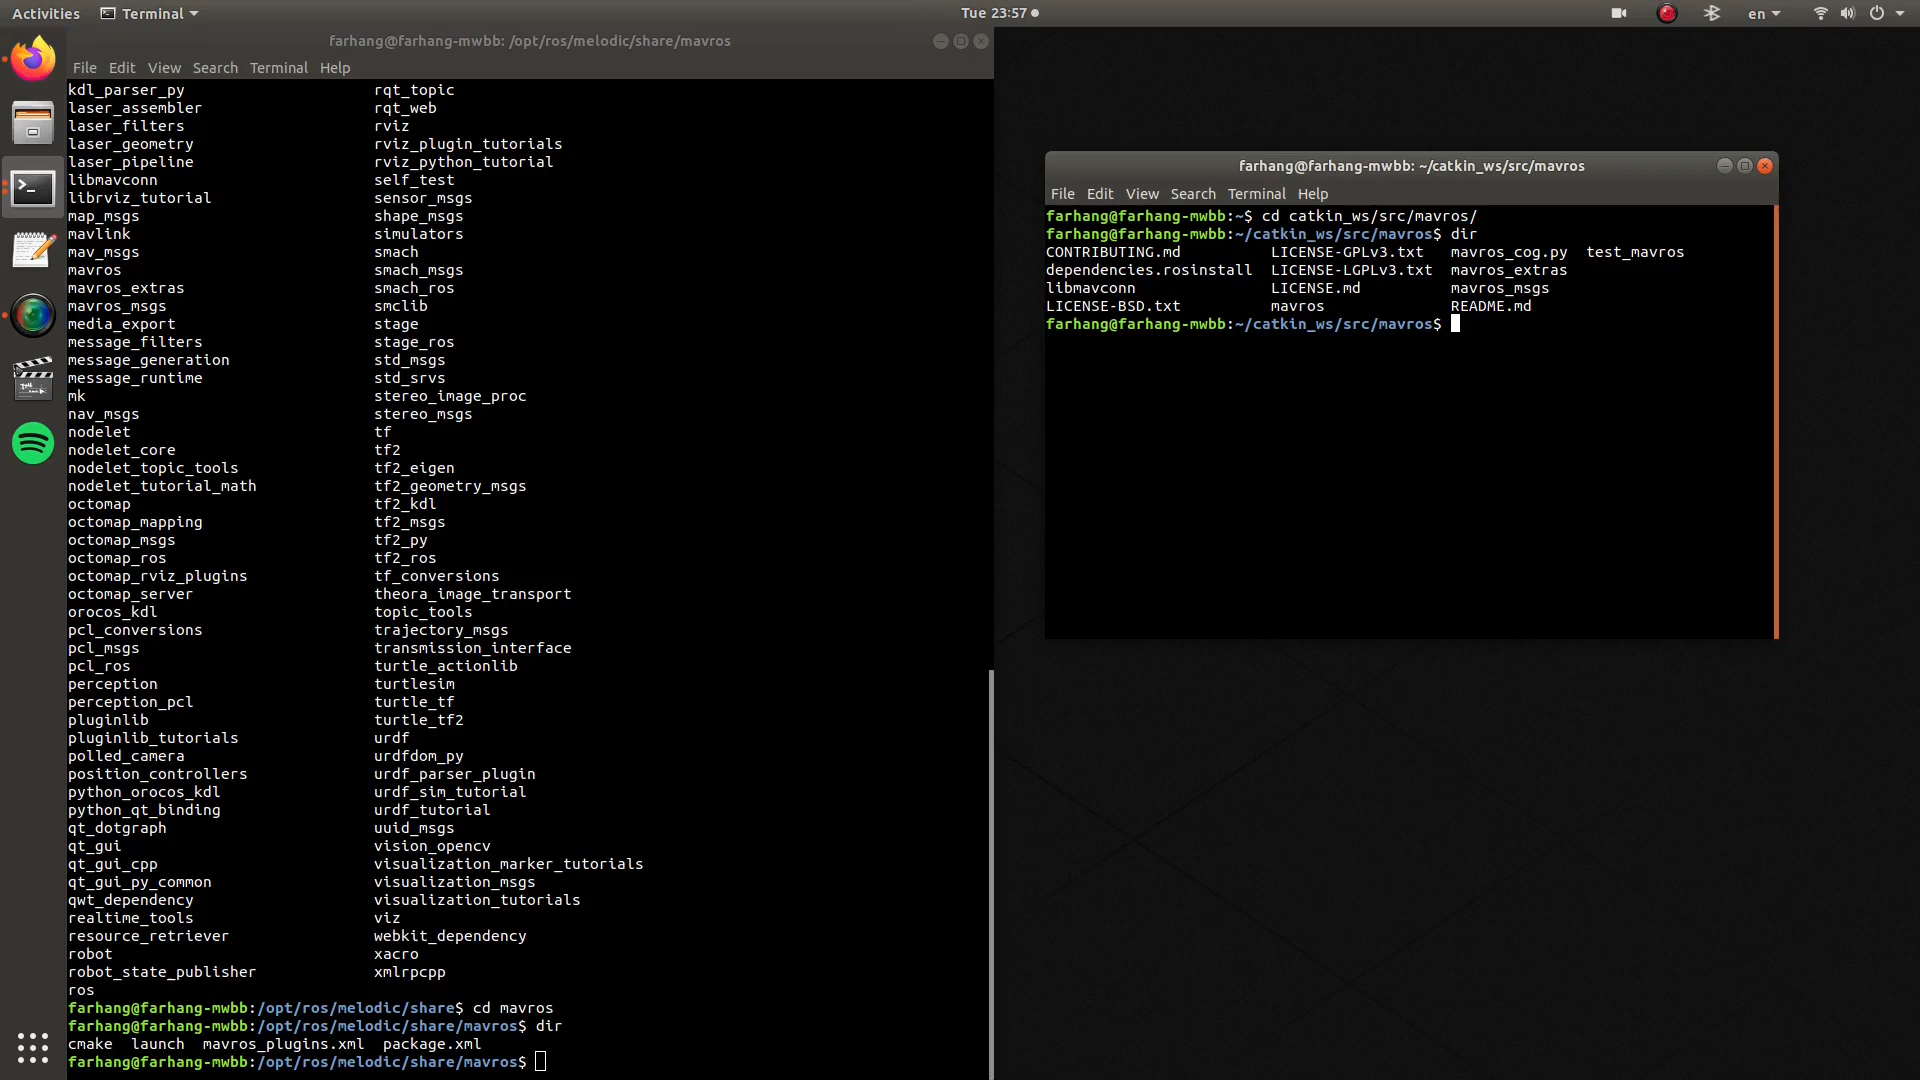 Activities Terminal Tue 23:57 en
farhang@farhang-mwbb: /opt/ros/melodic/share/mavros
File Edit View Search Terminal Help
kdl_parser_py rqt_topic
laser_assembler rqt_web
laser_filters rviz
laser_geometry rviz_plugin_tutorials
laser_pipeline rviz_python_tutorial
libmavconn self_test
librviz_tutorial sensor_msgs
map_msgs shape_msgs
mavlink simulators
mav_msgs smach
mavros smach_msgs
mavros_extras smach_ros
mavros_msgs smclib
media_export stage
message_filters stage_ros
message_generation std_msgs
message_runtime std_srvs
mk stereo_image_proc
nav_msgs stereo_msgs
nodelet tf
nodelet_core tf2
nodelet_topic_tools tf2_eigen
nodelet_tutorial_math tf2_geometry_msgs
octomap tf2_kdl
octomap_mapping tf2_msgs
octomap_msgs tf2_py
octomap_ros tf2_ros
octomap_rviz_plugins tf_conversions
octomap_server theora_image_transport
orocos_kdl topic_tools
pcl_conversions trajectory_msgs
pcl_msgs transmission_interface
pcl_ros turtle_actionlib
perception turtlesim
perception_pcl turtle_tf
pluginlib turtle_tf2
pluginlib_tutorials urdf
polled_camera urdfdom_py
position_controllers urdf_parser_plugin
python_orocos_kdl urdf_sim_tutorial
python_qt_binding urdf_tutorial
qt_dotgraph uuid_msgs
qt_gui vision_opencv
qt_gui_cpp visualization_marker_tutorials
qt_gui_py_common visualization_msgs
qwt_dependency visualization_tutorials
realtime_tools viz
resource_retriever webkit_dependency
robot xacro
robot_state_publisher xmlrpcpp
ros
farhang@farhang-mwbb:/opt/ros/melodic/share$ cd mavros
farhang@farhang-mwbb:/opt/ros/melodic/share/mavros$ dir
cmake launch mavros_plugins.xml package.xml
farhang@farhang-mwbb:/opt/ros/melodic/share/mavros$
farhang@farhang-mwbb: ~/catkin_ws/src/mavros
File Edit View Search Terminal Help
farhang@farhang-mwbb:~$ cd catkin_ws/src/mavros/
farhang@farhang-mwbb:~/catkin_ws/src/mavros$ dir
CONTRIBUTING.md LICENSE-GPLv3.txt mavros_cog.py test_mavros
dependencies.rosinstall LICENSE-LGPLv3.txt mavros_extras
libmavconn LICENSE.md mavros_msgs
LICENSE-BSD.txt mavros README.md
farhang@farhang-mwbb:~/catkin_ws/src/mavros$